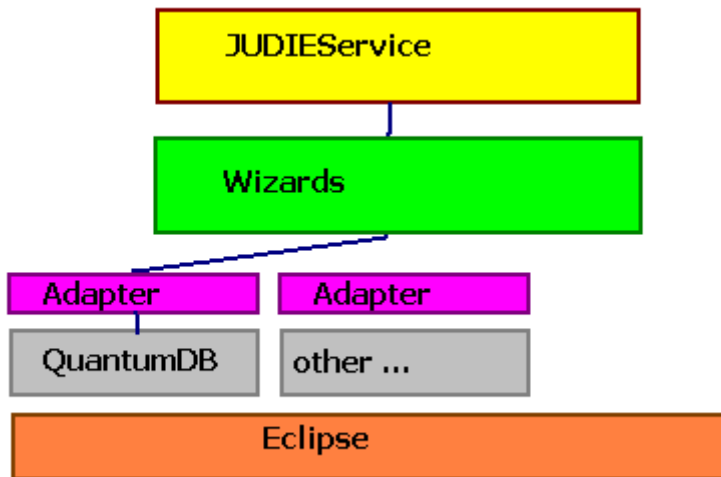 JUDIEService
Wizards
Adapter
Adapter
QuantumDB
other ...
Eclipse